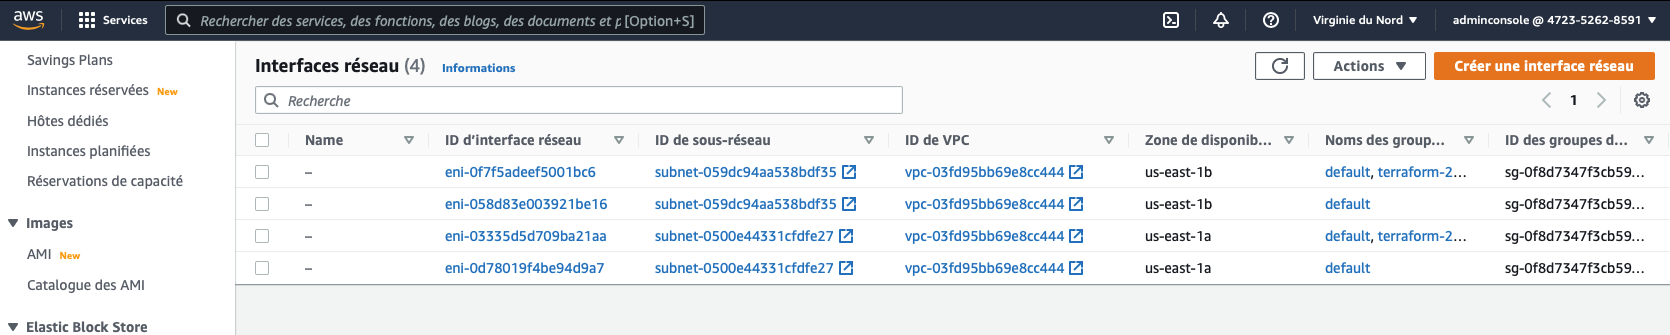 aws Services Rechercher des services, des fonctions, des blogs, des documents et p [Option+S] Virginie du Nord adminconsole @ 4723-5262-8591
Savings Plans
Instances réservées New
Hôtes dédiés
Instances planifiées
Réservations de capacité
Images
AMI New
Catalogue des AMI
Elastic Block Store
Interfaces réseau (4) Informations
Actions
Créer une interface réseau
Recherche
1
Name ID d'interface réseau ID de sous-réseau ID de VPC Zone de disponib... Noms des group... ID des groupes d...
– eni-0f7f5adeef5001bc6 subnet-059dc94aa538bdf35 vpc-03fd95bb69e8cc444 us-east-1b default, terraform-2... sg-0f8d7347f3cb59...
– eni-058d83e003921be16 subnet-059dc94aa538bdf35 vpc-03fd95bb69e8cc444 us-east-1b default sg-0f8d7347f3cb59...
– eni-03335d5d709ba21aa subnet-0500e44331cfdfe27 vpc-03fd95bb69e8cc444 us-east-1a default, terraform-2... sg-0f8d7347f3cb59...
– eni-0d78019f4be94d9a7 subnet-0500e44331cfdfe27 vpc-03fd95bb69e8cc444 us-east-1a default sg-0f8d7347f3cb59...